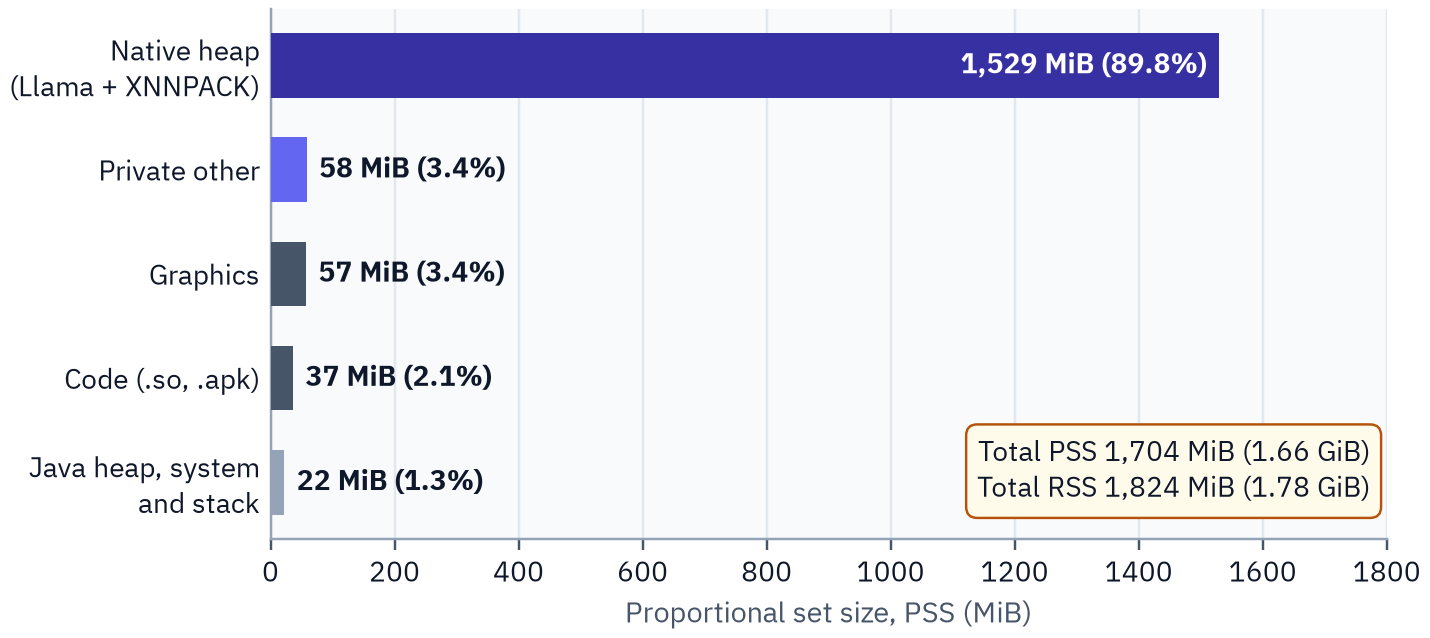 Native heap
(Llama + XNNPACK)
1,529 MiB (89.8%)
Private other
58 MiB (3.4%)
Graphics
57 MiB (3.4%)
Code (.so, .apk)
37 MiB (2.1%)
Java heap, system
and stack
22 MiB (1.3%)
Total PSS 1,704 MiB (1.66 GiB)
Total RSS 1,824 MiB (1.78 GiB)
0 200 400 600 800 1000 1200 1400 1600 1800
Proportional set size, PSS (MiB)